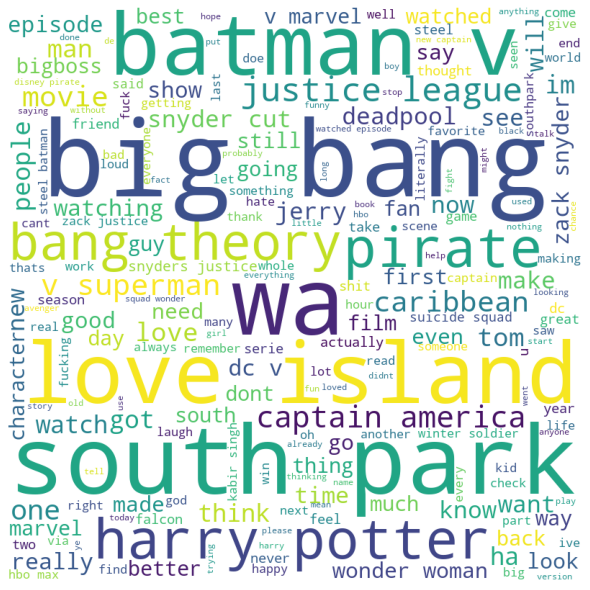 episode best v marvel watched steel come
done hope put de new captain boy seen anything give
batman v
man said fuck doe last getting thought end world
bigboss show justice league will im
movie snyder cut deadpool see say
disney pirate without saying friend funny stop southpark
people steel batman bad loud everyone still favorite black talk
big bang
watched episode probably fact let long literally fight might used
watching going something zack snyder
cant zack justice hate jerry fan now game
bang theory pirate
thats work guy snyders justice thank whole take book hbo scene little nothing making
v superman everything first help captain make
season squad wonder hour shit suicide squad looking
wa
real good need many film caribbean dc great
characternew day love always remember serie girl actually even tom saw someone start
fucking avenger chance
love island
story old use lot fun loved read didnt u went
watch got dc v dont captain america year
south laugh kabir singh oh another winter soldier life anyone
south park
tell win already thinking name every kid check play
one made god go thing time much know want
right today falcon next feel mean please part ive way
marvel think
harry potter
two via ye trying harry back
really find better never happy wonder woman ha look
hbo max big version